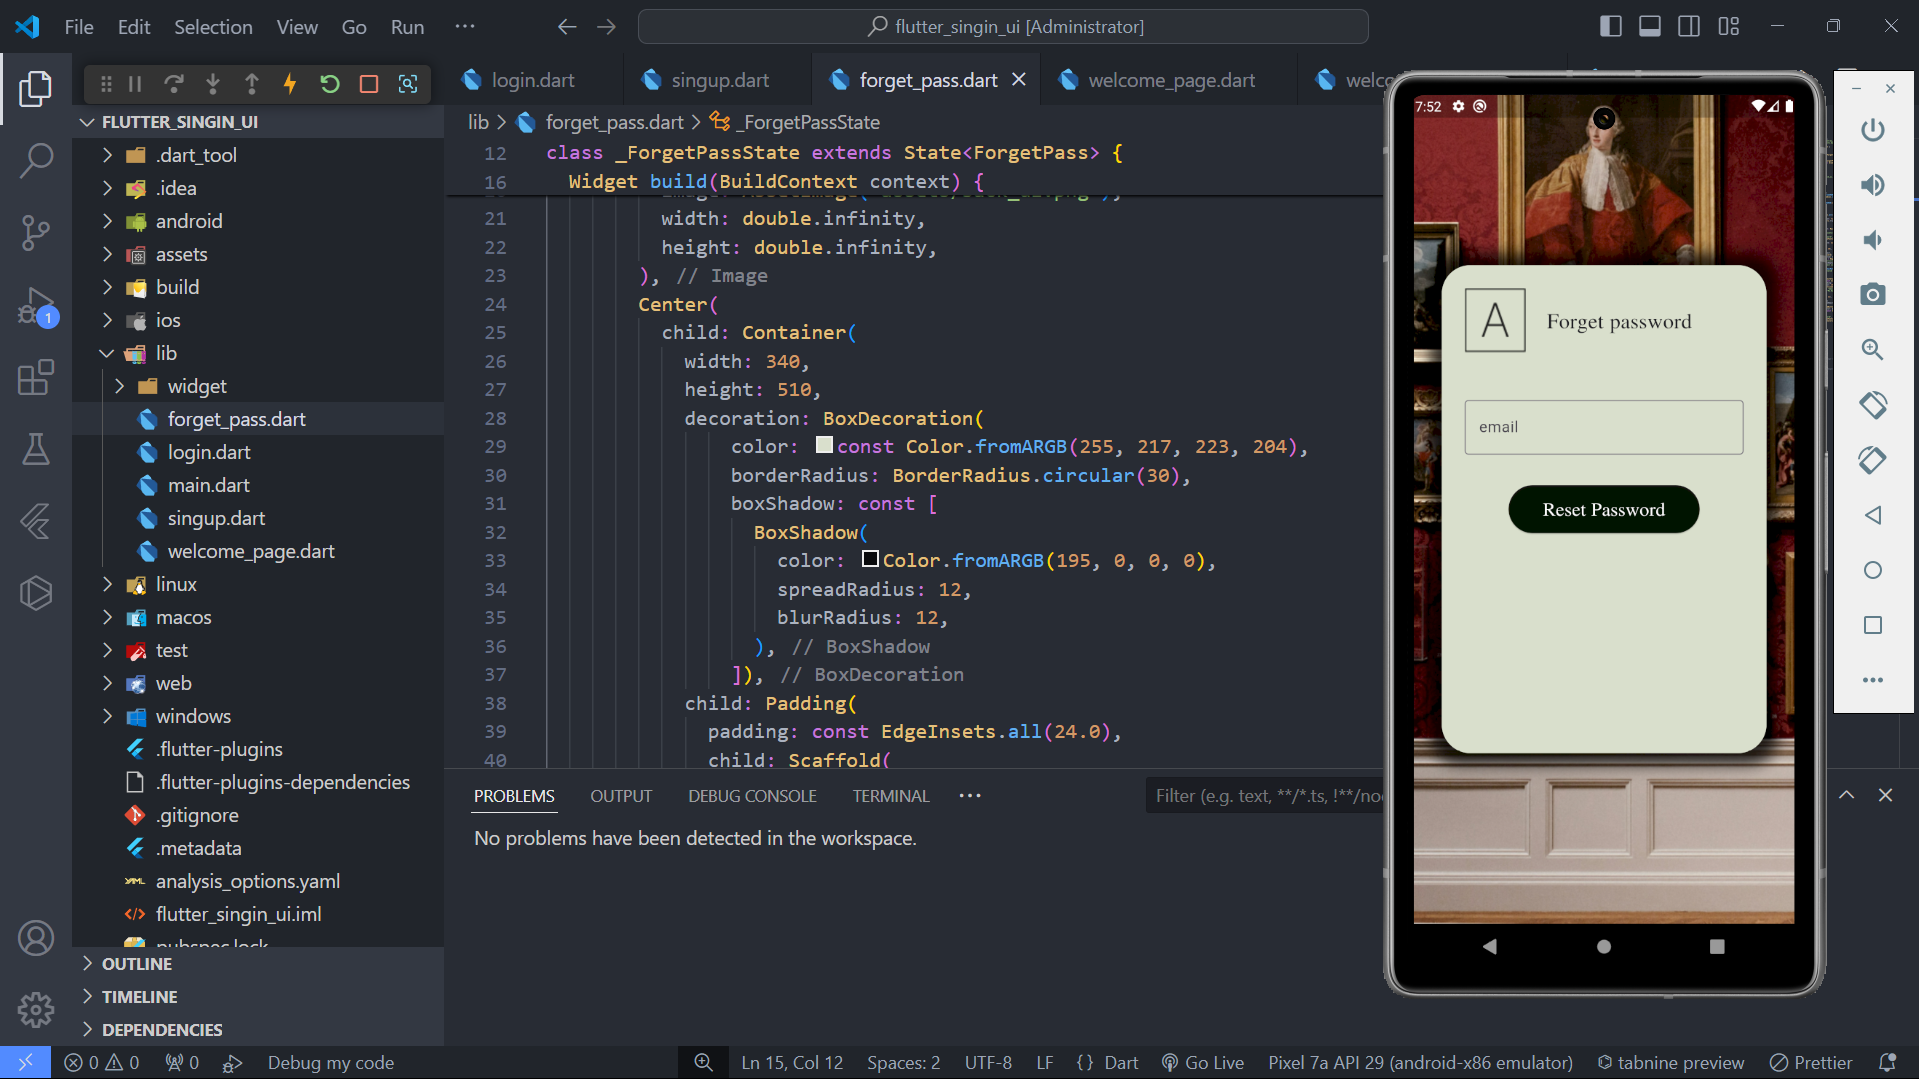 File Edit Selection View Go Run ···
flutter_singin_ui [Administrator]
login.dart
singup.dart
forget_pass.dart
welcome_page.dart
FLUTTER_SINGIN_UI
.dart_tool
.idea
android
assets
build
ios
lib
widget
forget_pass.dart
login.dart
main.dart
singup.dart
welcome_page.dart
linux
macos
test
web
windows
.flutter-plugins
.flutter-plugins-dependencies
.gitignore
.metadata
analysis_options.yaml
flutter_singin_ui.iml
pubspec.lock
OUTLINE
TIMELINE
DEPENDENCIES
1
lib > forget_pass.dart > _ForgetPassState
12 class _ForgetPassState extends State<ForgetPass> {
16 Widget build(BuildContext context) {
21 width: double.infinity,
22 height: double.infinity,
23 ), // Image
24 Center(
25 child: Container(
26 width: 340,
27 height: 510,
28 decoration: BoxDecoration(
29 color: const Color.fromARGB(255, 217, 223, 204),
30 borderRadius: BorderRadius.circular(30),
31 boxShadow: const [
32 BoxShadow(
33 color: Color.fromARGB(195, 0, 0, 0),
34 spreadRadius: 12,
35 blurRadius: 12,
36 ), // BoxShadow
37 ]), // BoxDecoration
38 child: Padding(
39 padding: const EdgeInsets.all(24.0),
40 child: Scaffold(
PROBLEMS OUTPUT DEBUG CONSOLE TERMINAL ···
Filter (e.g. text, **/*.ts, !**/
No problems have been detected in the workspace.
7:52
A
Forget password
email
Reset Password
0 0 0 Debug my code
Ln 15, Col 12 Spaces: 2 UTF-8 LF {} Dart Go Live Pixel 7a API 29 (android-x86 emulator) tabnine preview Prettier